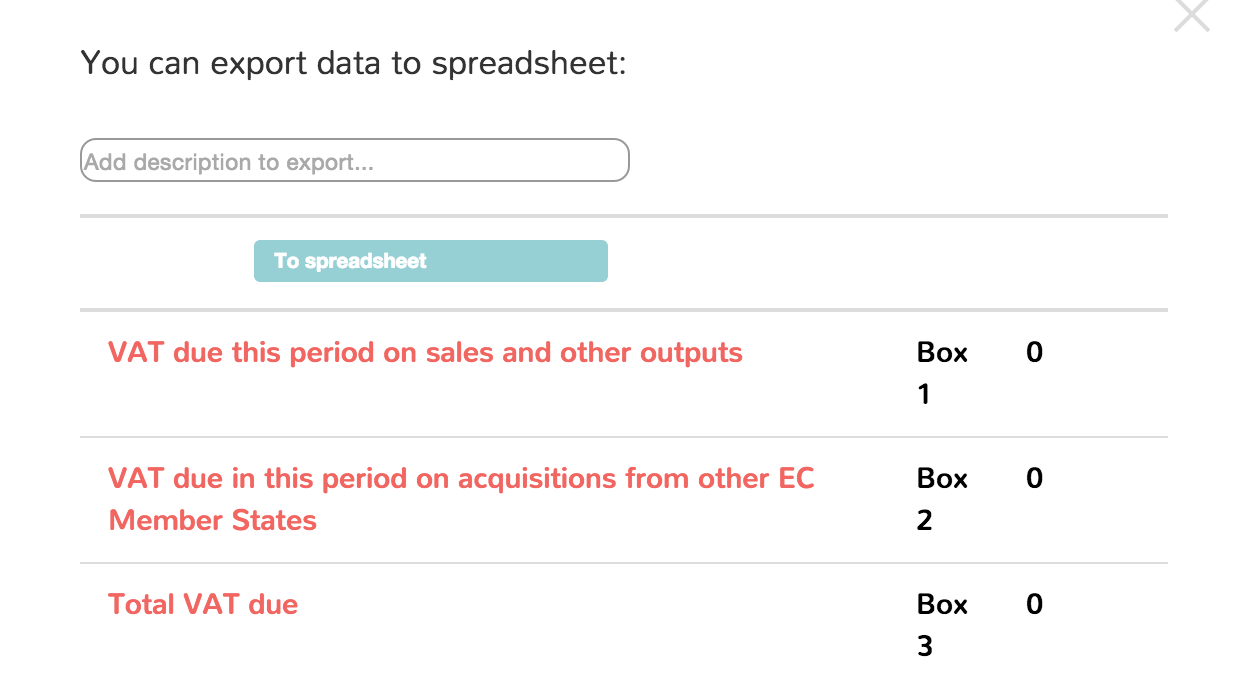 You can export data to spreadsheet:
Add description to export...
To spreadsheet
VAT due this period on sales and other outputs Box 0
1
VAT due in this period on acquisitions from other EC Box 0
Member States 2
Total VAT due Box 0
3